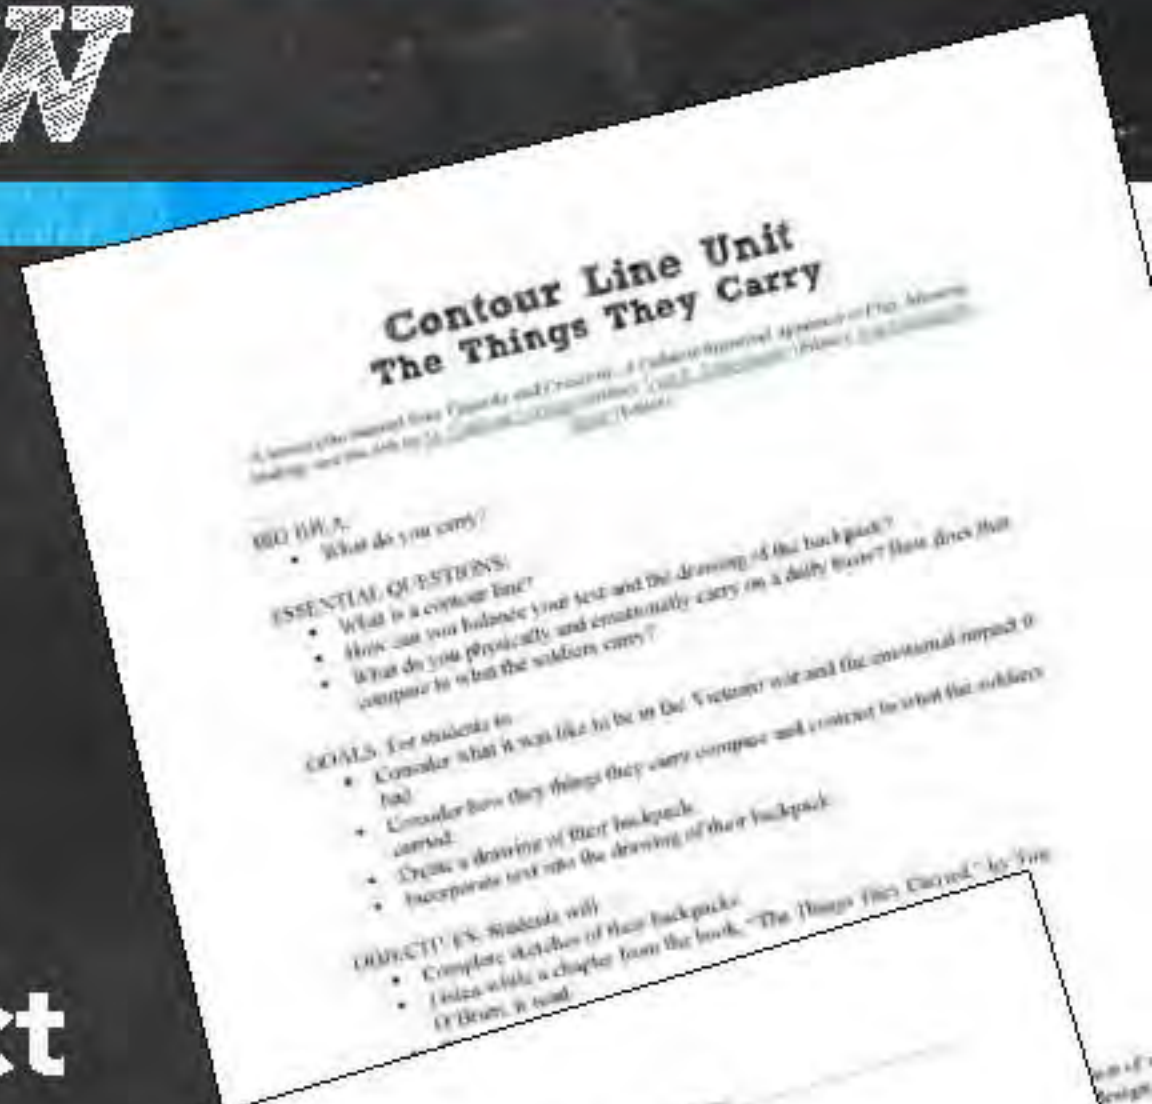 W
Contour Line Unit
The Things They Carry
BIG IDEA:
• What do you carry?
ESSENTIAL QUESTIONS:
• What is a contour line?
• How can you balance your text and the drawing of the backpack?
• What do you physically and emotionally carry on a daily basis? How does that
compare to what the soldiers carry?
GOALS: For students to
• Consider what it was like to be in the Vietnam war and the emotional impact it
had.
• Consider how they things they carry compare and contrast to what the soldiers
carried.
• Create a drawing of their backpack.
• Incorporate text into the drawing of their backpack.
OBJECTIVES: Students will
• Complete sketches of their backpacks.
• Listen while a chapter from the book, "The Things They Carried," by Tim
O'Brien, is read.
ct